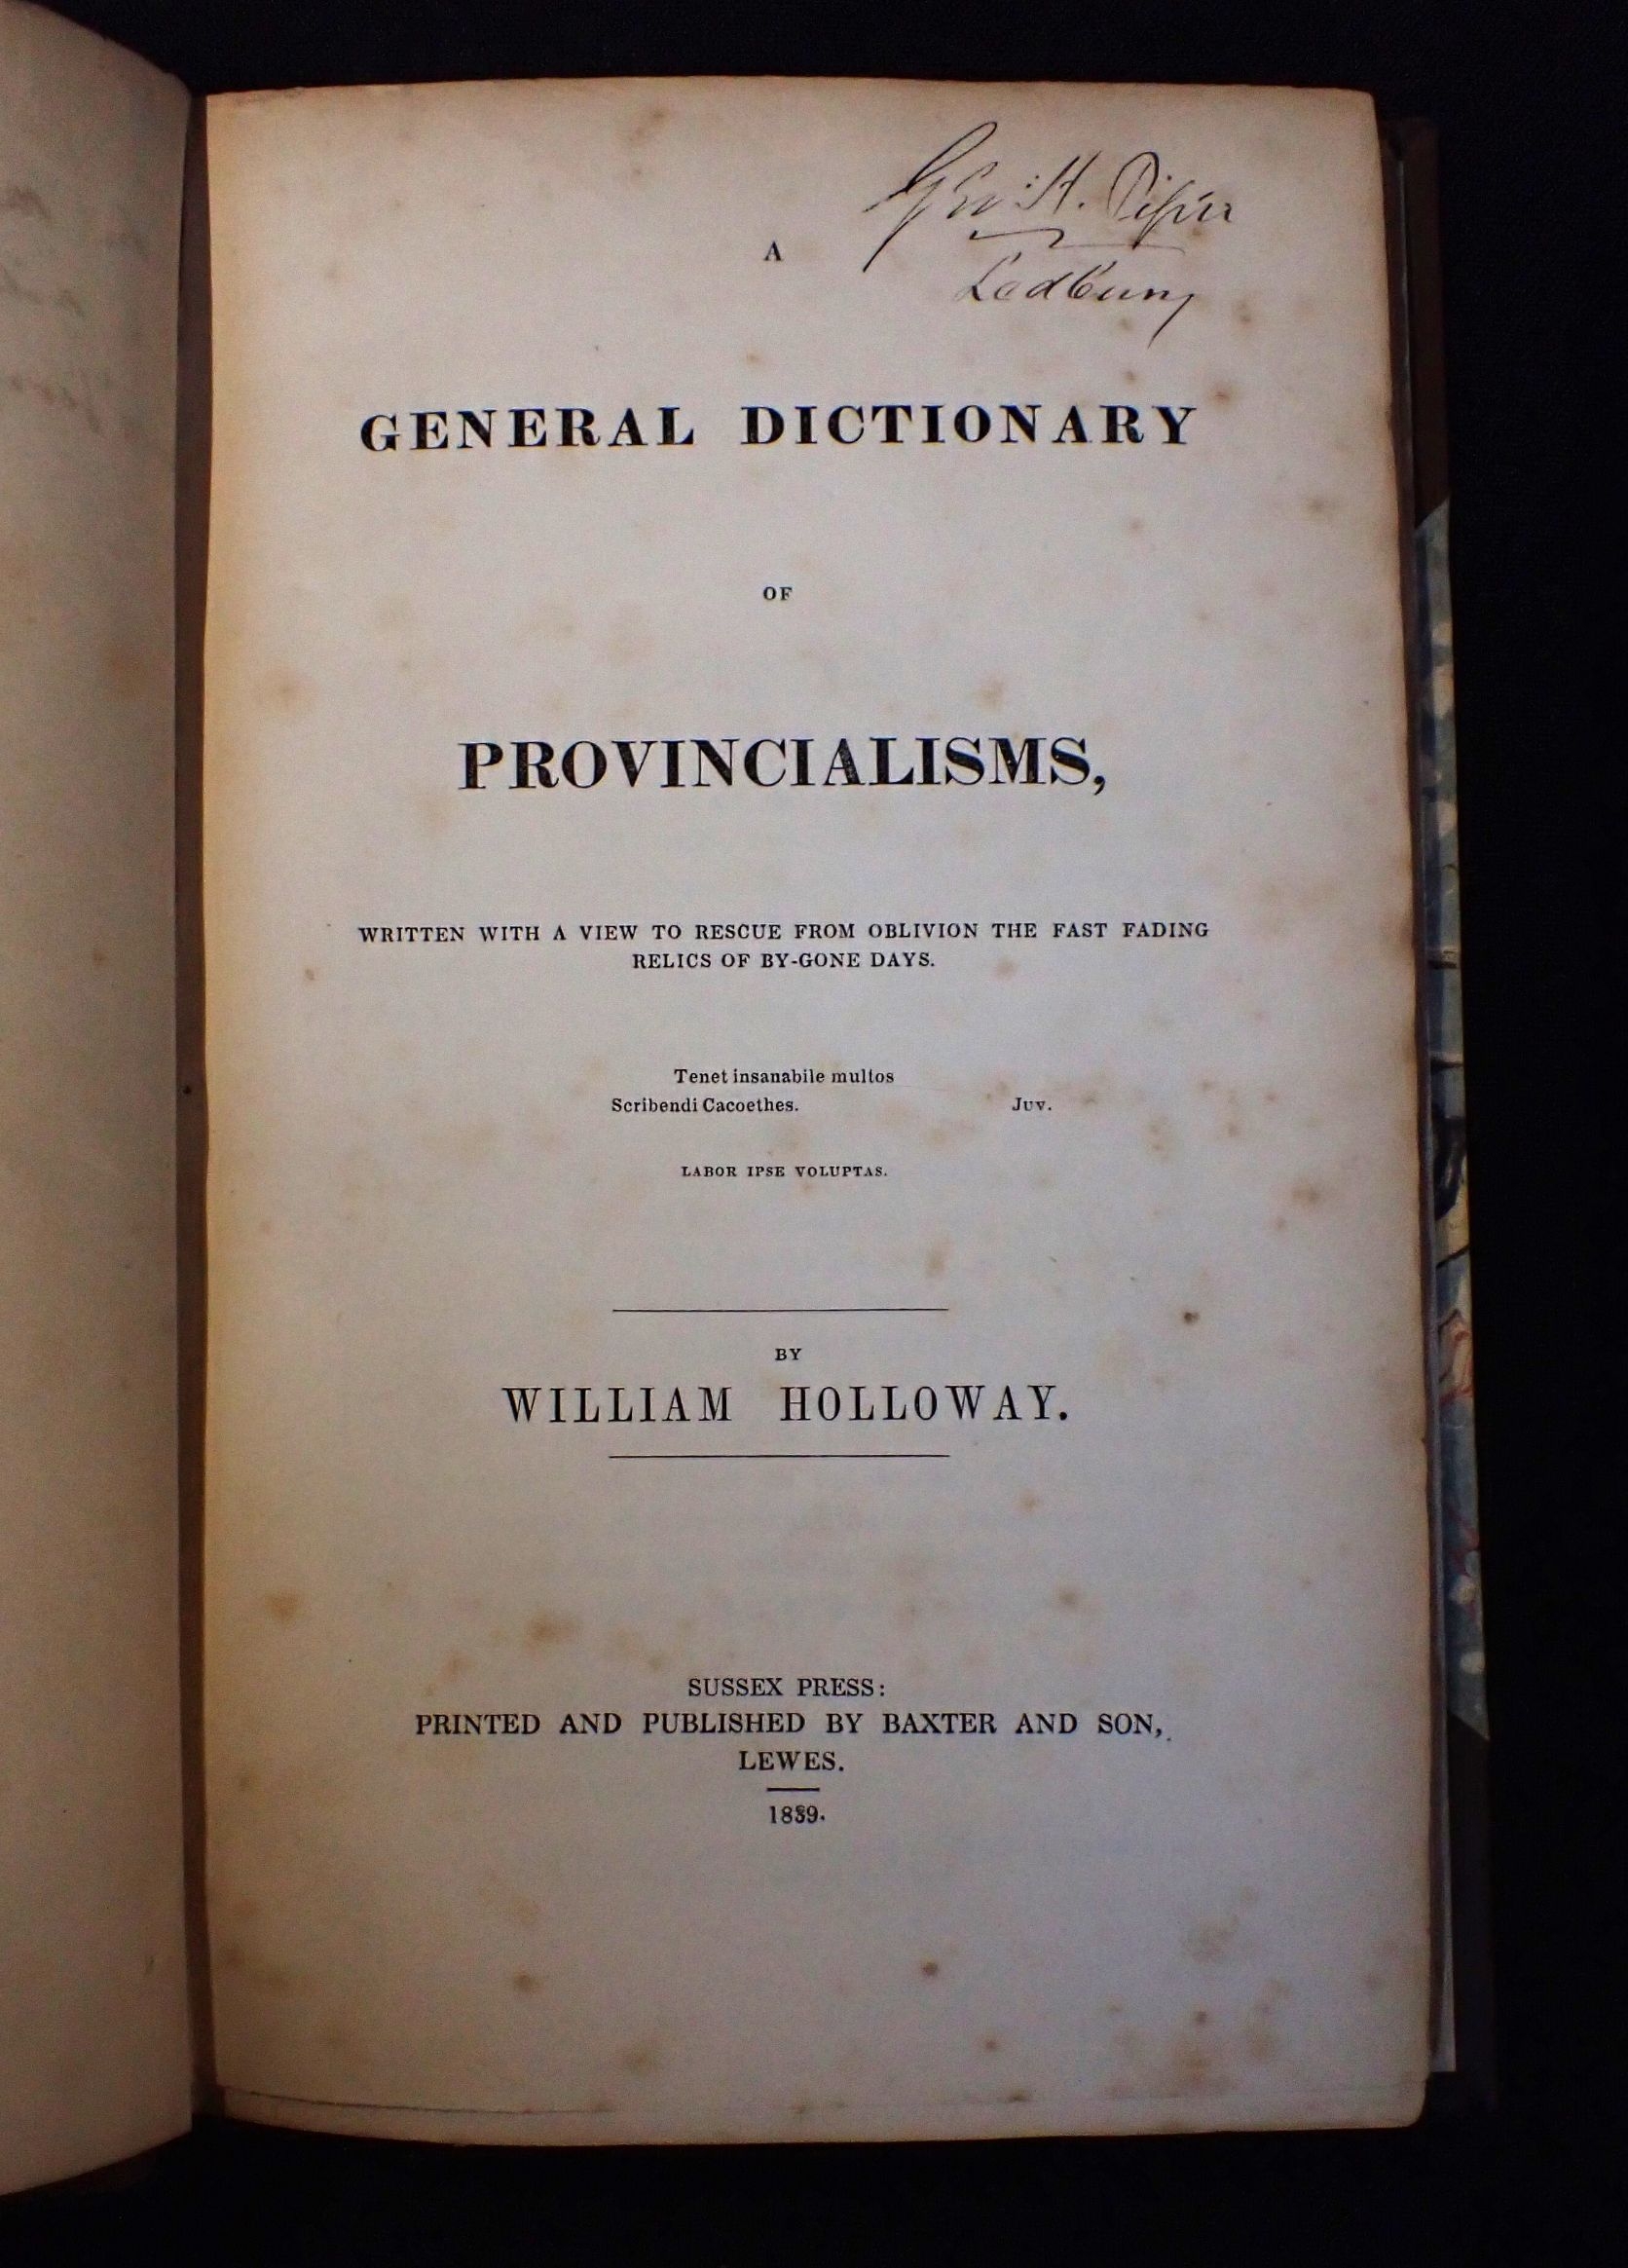 Geo: H. Piper
Ledbury
A
GENERAL DICTIONARY
OF
PROVINCIALISMS,
WRITTEN WITH A VIEW TO RESCUE FROM OBLIVION THE FAST FADING
RELICS OF BY-GONE DAYS.
Tenet insanabile multos
Scribendi Cacoethes. Juv.
LABOR IPSE VOLUPTAS.
BY
WILLIAM HOLLOWAY.
SUSSEX PRESS:
PRINTED AND PUBLISHED BY BAXTER AND SON,
LEWES.
1839.